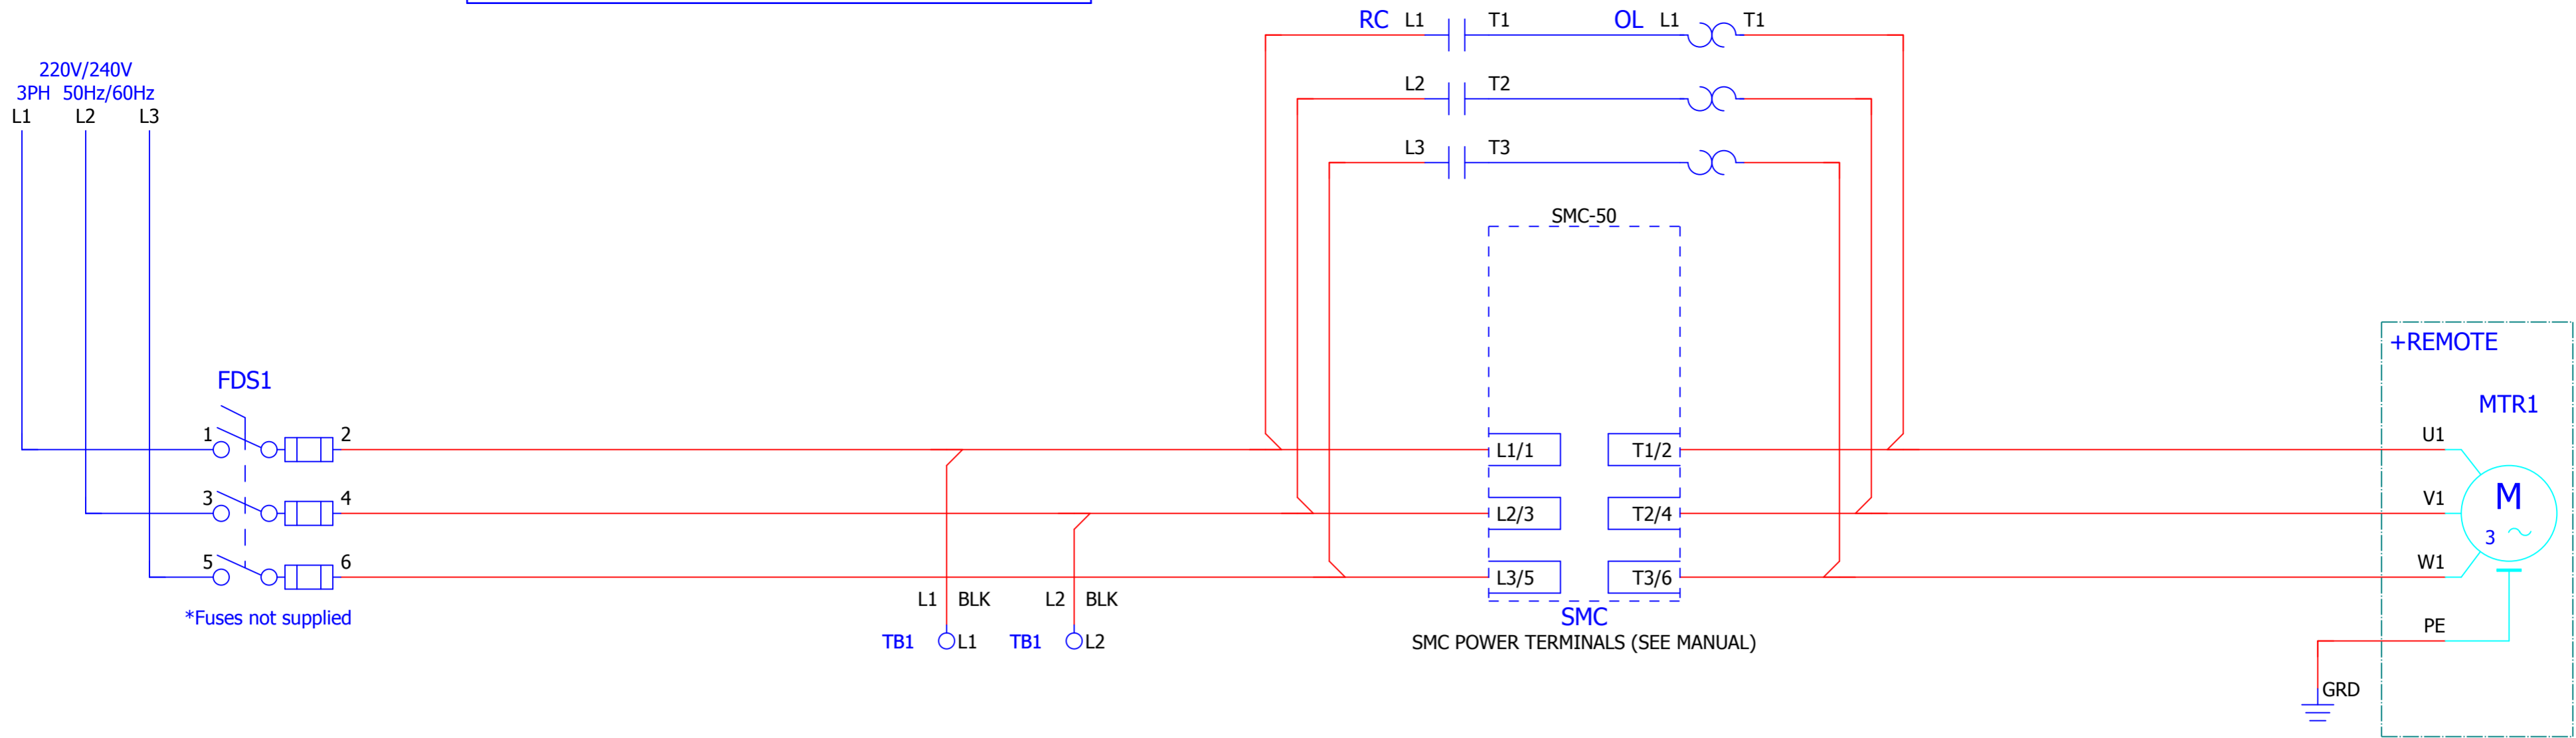 RC L1 T1 OL L1 T1
220V/240V
3PH 50Hz/60Hz
L1 L2 L3
L2 T2
L3 T3
SMC-50
+REMOTE
FDS1
MTR1
1 2
L1/1 T1/2
U1
3 4
L2/3 T2/4
V1
M
3
5 6
L3/5 T3/6
W1
*Fuses not supplied
L1 BLK L2 BLK
SMC
TB1 L1 TB1 L2
SMC POWER TERMINALS (SEE MANUAL)
PE
GRD